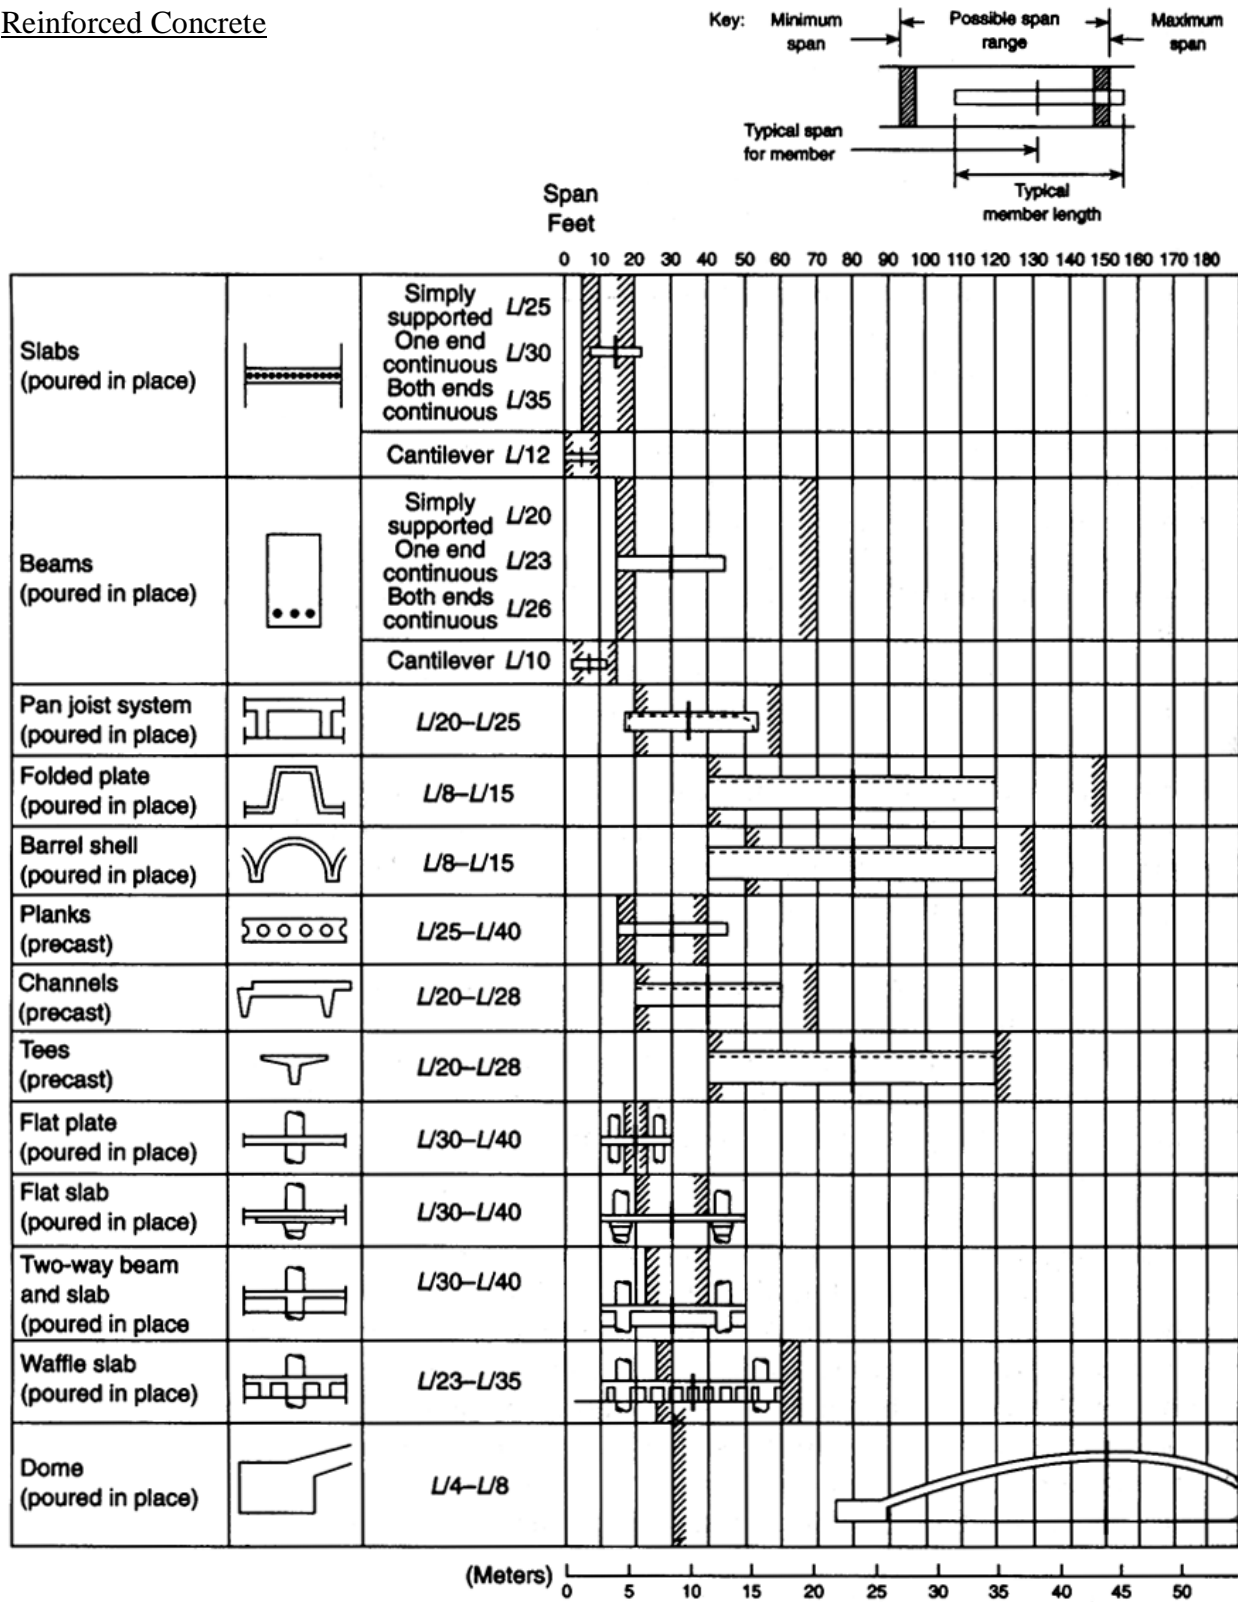 Reinforced Concrete
Key: Minimum span
Possible span range
Maximum span
Typical span for member
Typical member length
Span
Feet
0 10 20 30 40 50 60 70 80 90 100 110 120 130 140 150 160 170 180
Slabs
(poured in place)
Simply supported L/25
One end continuous L/30
Both ends continuous L/35
Cantilever L/12
Beams
(poured in place)
Simply supported L/20
One end continuous L/23
Both ends continuous L/26
Cantilever L/10
Pan joist system
(poured in place)
L/20–L/25
Folded plate
(poured in place)
L/8–L/15
Barrel shell
(poured in place)
L/8–L/15
Planks
(precast)
L/25–L/40
Channels
(precast)
L/20–L/28
Tees
(precast)
L/20–L/28
Flat plate
(poured in place)
L/30–L/40
Flat slab
(poured in place)
L/30–L/40
Two-way beam
and slab
(poured in place
L/30–L/40
Waffle slab
(poured in place)
L/23–L/35
Dome
(poured in place)
L/4–L/8
(Meters)
0 5 10 15 20 25 30 35 40 45 50